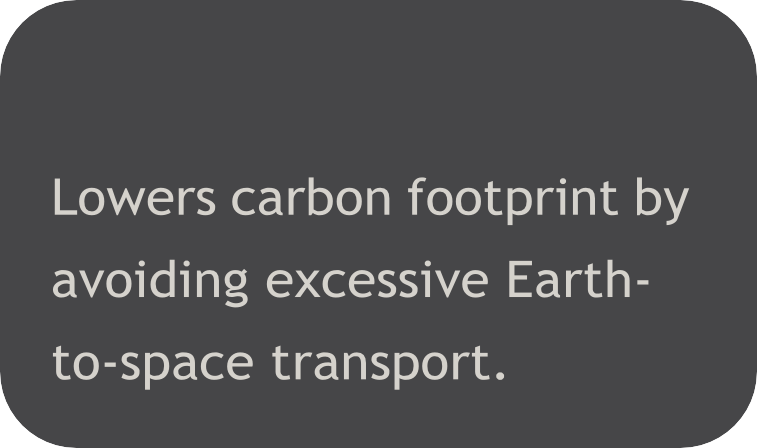 Lowers carbon footprint by
avoiding excessive Earth-
to-space transport.